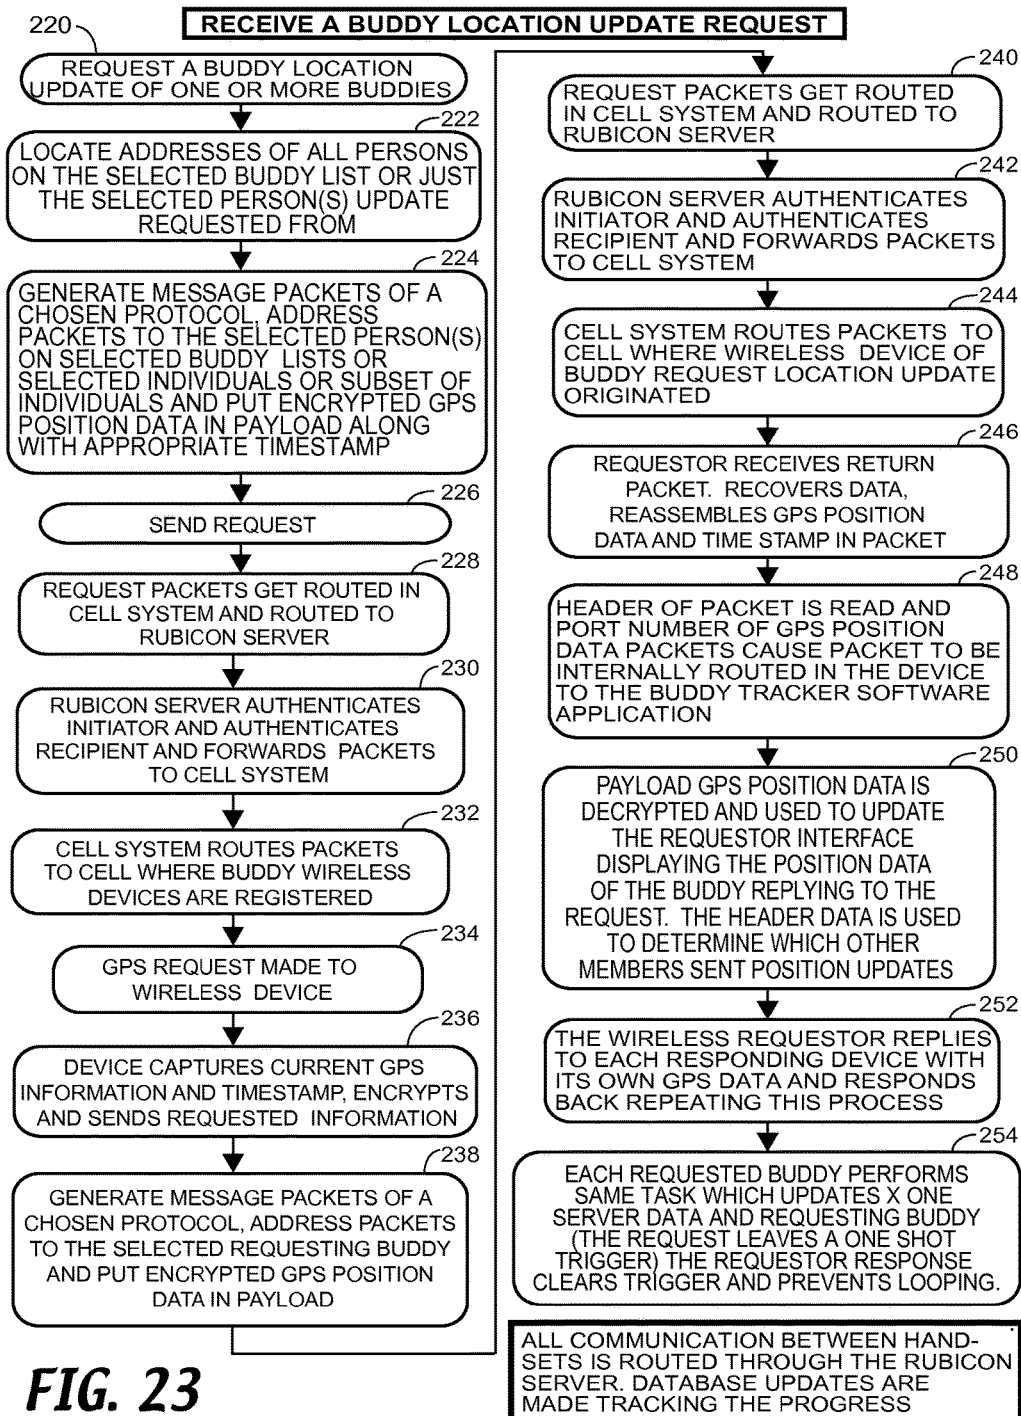 RECEIVE A BUDDY LOCATION UPDATE REQUEST
220
REQUEST A BUDDY LOCATION
UPDATE OF ONE OR MORE BUDDIES
222
LOCATE ADDRESSES OF ALL PERSONS
ON THE SELECTED BUDDY LIST OR JUST
THE SELECTED PERSON(S) UPDATE
REQUESTED FROM
224
GENERATE MESSAGE PACKETS OF A
CHOSEN PROTOCOL, ADDRESS
PACKETS TO THE SELECTED PERSON(S)
ON SELECTED BUDDY LISTS OR
SELECTED INDIVIDUALS OR SUBSET OF
INDIVIDUALS AND PUT ENCRYPTED GPS
POSITION DATA IN PAYLOAD ALONG
WITH APPROPRIATE TIMESTAMP
226
SEND REQUEST
228
REQUEST PACKETS GET ROUTED IN
CELL SYSTEM AND ROUTED TO
RUBICON SERVER
230
RUBICON SERVER AUTHENTICATES
INITIATOR AND AUTHENTICATES
RECIPIENT AND FORWARDS PACKETS
TO CELL SYSTEM
232
CELL SYSTEM ROUTES PACKETS
TO CELL WHERE BUDDY WIRELESS
DEVICES ARE REGISTERED
234
GPS REQUEST MADE TO
WIRELESS DEVICE
236
DEVICE CAPTURES CURRENT GPS
INFORMATION AND TIMESTAMP, ENCRYPTS
AND SENDS REQUESTED INFORMATION
238
GENERATE MESSAGE PACKETS OF A
CHOSEN PROTOCOL, ADDRESS PACKETS
TO THE SELECTED REQUESTING BUDDY
AND PUT ENCRYPTED GPS POSITION
DATA IN PAYLOAD
240
REQUEST PACKETS GET ROUTED
IN CELL SYSTEM AND ROUTED TO
RUBICON SERVER
242
RUBICON SERVER AUTHENTICATES
INITIATOR AND AUTHENTICATES
RECIPIENT AND FORWARDS PACKETS
TO CELL SYSTEM
244
CELL SYSTEM ROUTES PACKETS TO
CELL WHERE WIRELESS DEVICE OF
BUDDY REQUEST LOCATION UPDATE
ORIGINATED
246
REQUESTOR RECEIVES RETURN
PACKET. RECOVERS DATA,
REASSEMBLES GPS POSITION
DATA AND TIME STAMP IN PACKET
248
HEADER OF PACKET IS READ AND
PORT NUMBER OF GPS POSITION
DATA PACKETS CAUSE PACKET TO BE
INTERNALLY ROUTED IN THE DEVICE
TO THE BUDDY TRACKER SOFTWARE
APPLICATION
250
PAYLOAD GPS POSITION DATA IS
DECRYPTED AND USED TO UPDATE
THE REQUESTOR INTERFACE
DISPLAYING THE POSITION DATA
OF THE BUDDY REPLYING TO THE
REQUEST. THE HEADER DATA IS USED
TO DETERMINE WHICH OTHER
MEMBERS SENT POSITION UPDATES
252
THE WIRELESS REQUESTOR REPLIES
TO EACH RESPONDING DEVICE WITH
ITS OWN GPS DATA AND RESPONDS
BACK REPEATING THIS PROCESS
254
EACH REQUESTED BUDDY PERFORMS
SAME TASK WHICH UPDATES X ONE
SERVER DATA AND REQUESTING BUDDY
(THE REQUEST LEAVES A ONE SHOT
TRIGGER) THE REQUESTOR RESPONSE
CLEARS TRIGGER AND PREVENTS LOOPING.
ALL COMMUNICATION BETWEEN HAND-
SETS IS ROUTED THROUGH THE RUBICON
SERVER. DATABASE UPDATES ARE
MADE TRACKING THE PROGRESS
FIG. 23